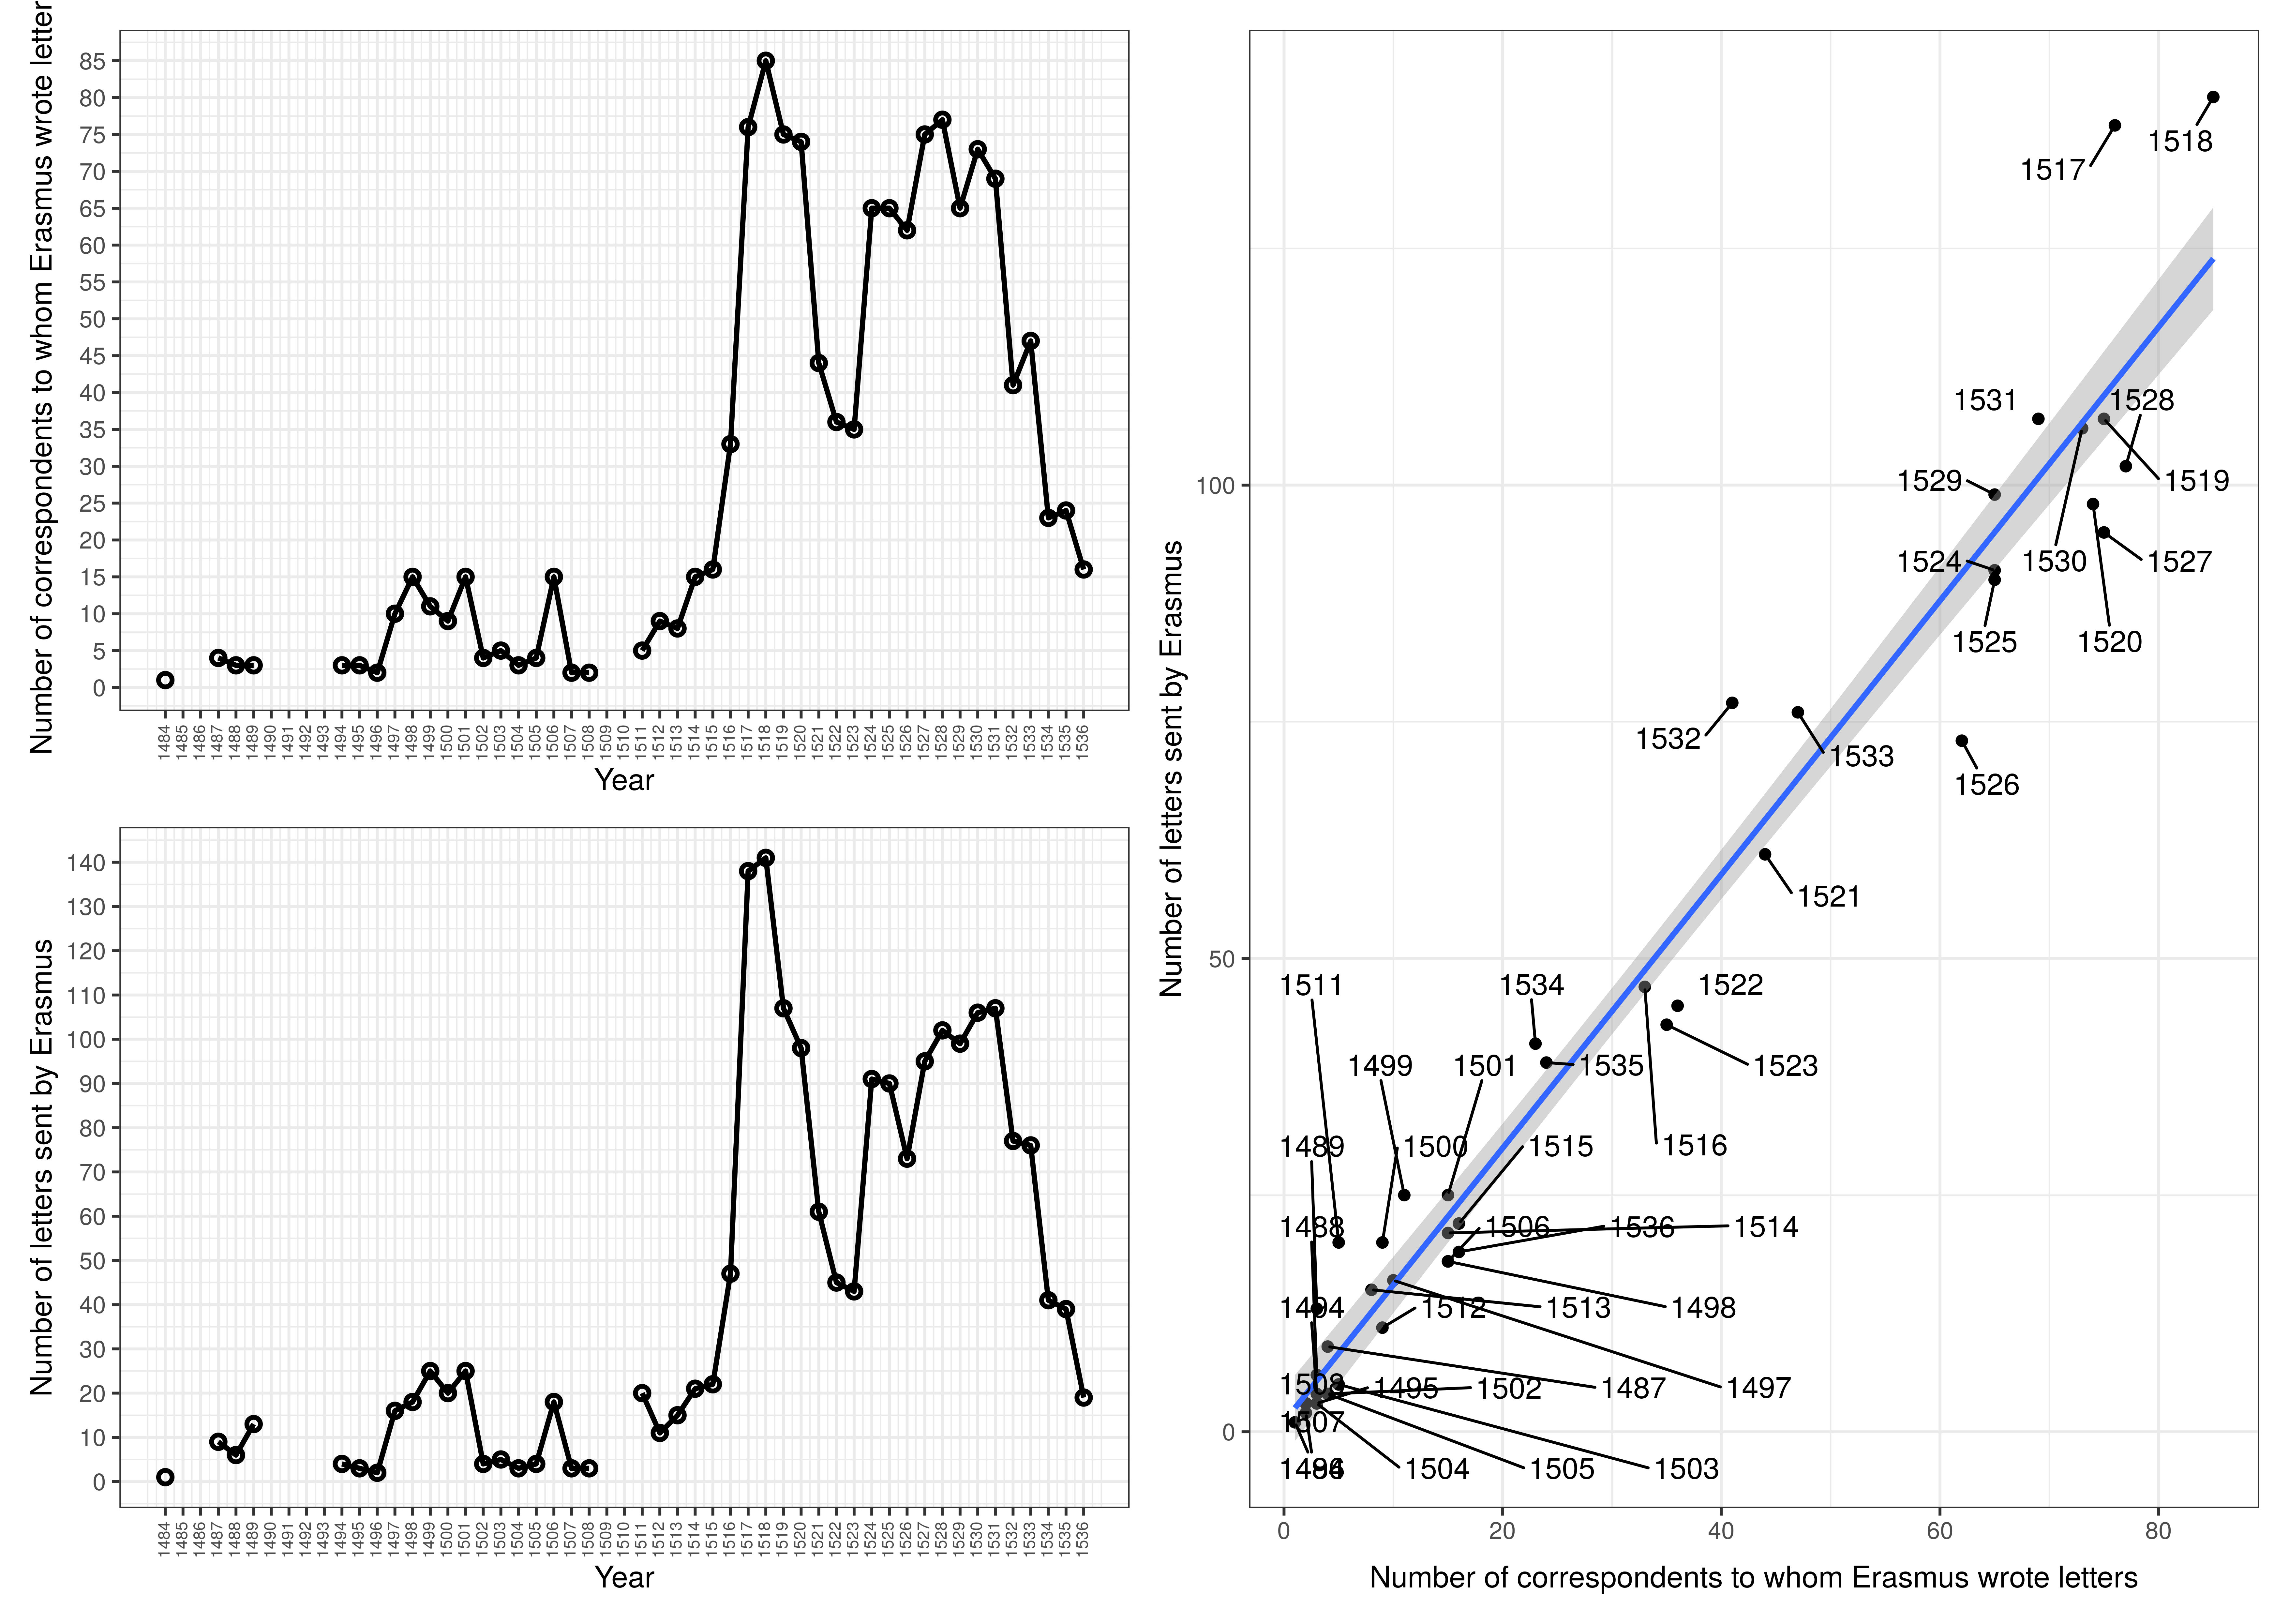 Number of correspondents to whom Erasmus wrote letter
85
80
75
70
65
60
55
50
45
40
35
30
25
20
15
10
5
0
1484 1485 1486 1487 1488 1489 1490 1491 1492 1493 1494 1495 1496 1497 1498 1499 1500 1501 1502 1503 1504 1505 1506 1507 1508 1509 1510 1511 1512 1513 1514 1515 1516 1517 1518 1519 1520 1521 1522 1523 1524 1525 1526 1527 1528 1529 1530 1531 1532 1533 1534 1535 1536
Year
Number of letters sent by Erasmus
140
130
120
110
100
90
80
70
60
50
40
30
20
10
0
1484 1485 1486 1487 1488 1489 1490 1491 1492 1493 1494 1495 1496 1497 1498 1499 1500 1501 1502 1503 1504 1505 1506 1507 1508 1509 1510 1511 1512 1513 1514 1515 1516 1517 1518 1519 1520 1521 1522 1523 1524 1525 1526 1527 1528 1529 1530 1531 1532 1533 1534 1535 1536
Year
Number of letters sent by Erasmus
100
50
0
1518
1517
1531 1528
1529 1519
1524 1530 1527
1525 1520
1532 1533
1526
1521
1511 1534 1522
1499 1501 1535 1523
1489 1500 1515 1516
1488 1506 1536 1514
1494 1512 1513 1498
1508 1495 1502 1487 1497
1507
1504 1505 1503
0 20 40 60 80
Number of correspondents to whom Erasmus wrote letters